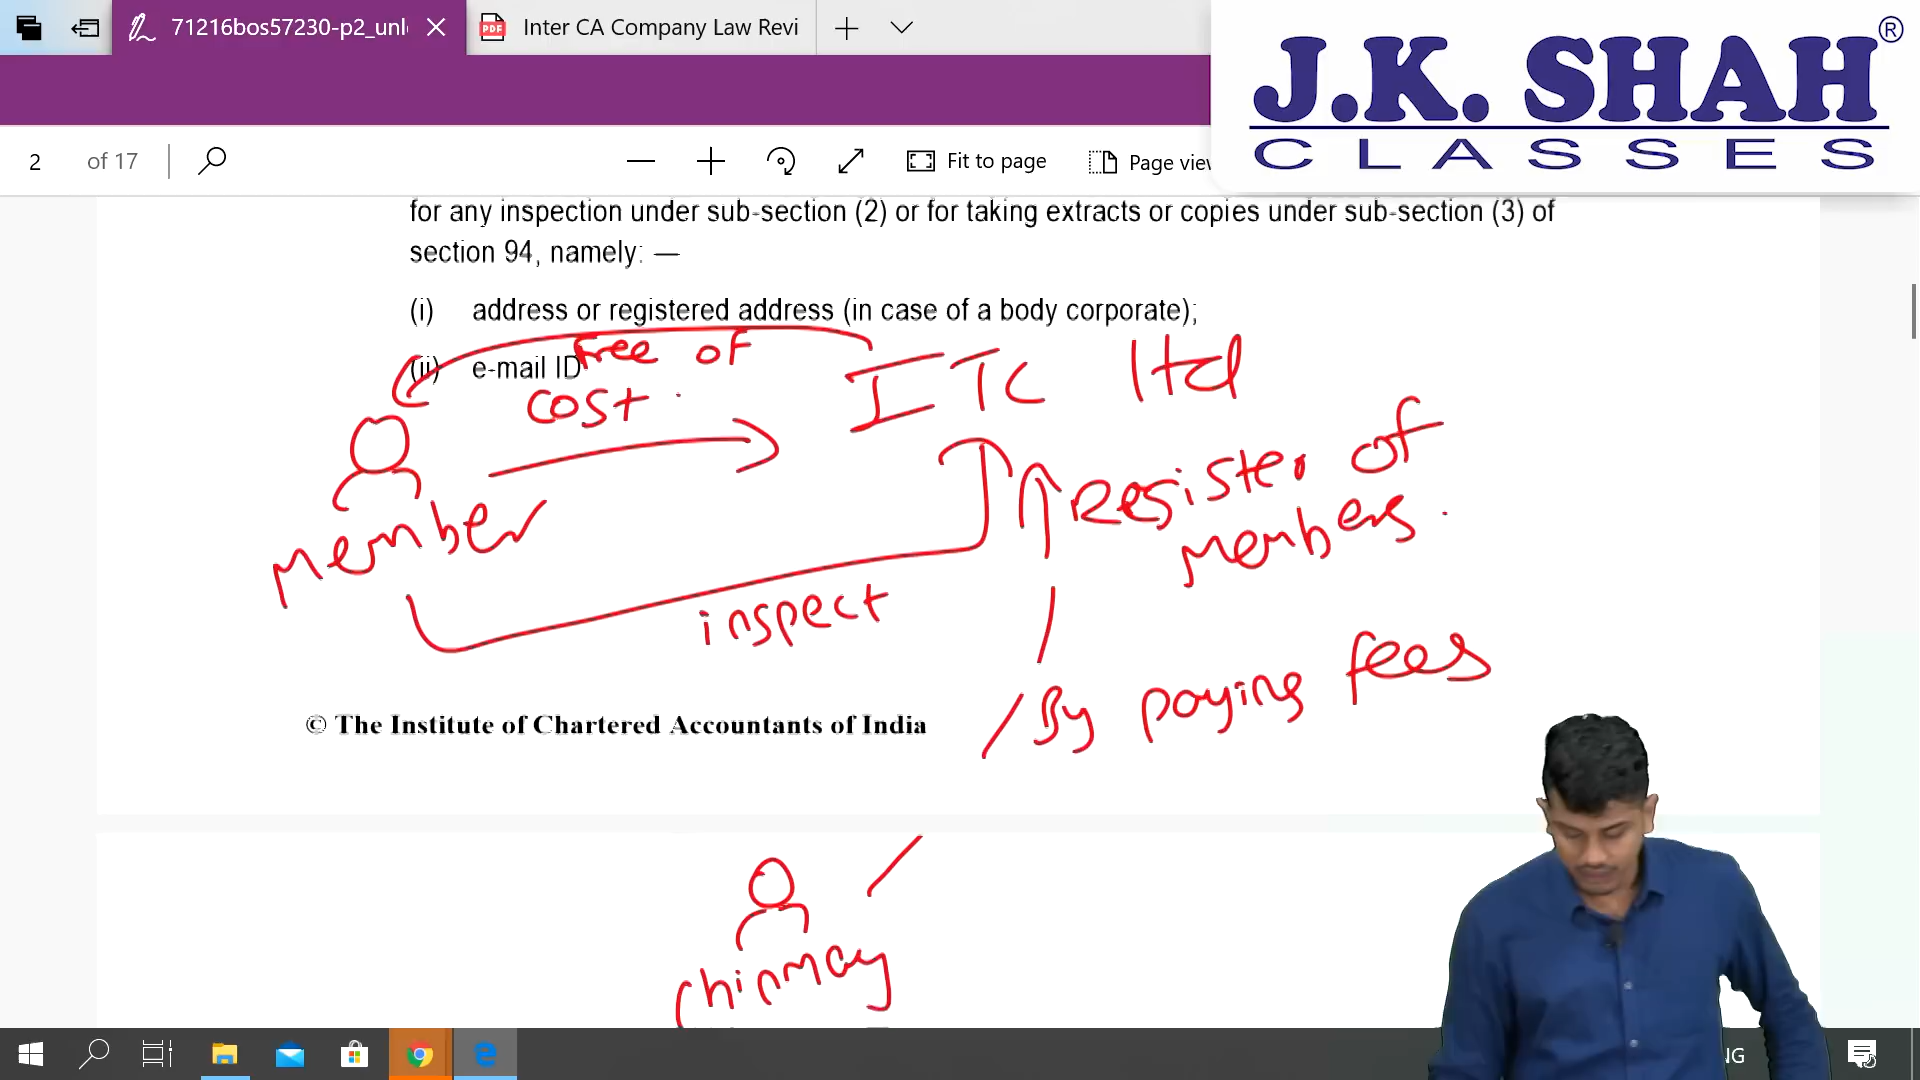 71216bos57230-p2_unl
Inter CA Company Law Revi
J.K. SHAH ®
CLASSES
2 of 17
Fit to page
Page view
for any inspection under sub-section (2) or for taking extracts or copies under sub-section (3) of
section 94, namely: —
(i) address or registered address (in case of a body corporate);
(ii) e-mail ID
Free of
cost.
ITC ltd
Register of
members.
member
inspect
By paying fees
© The Institute of Chartered Accountants of India
Chinmay
NG